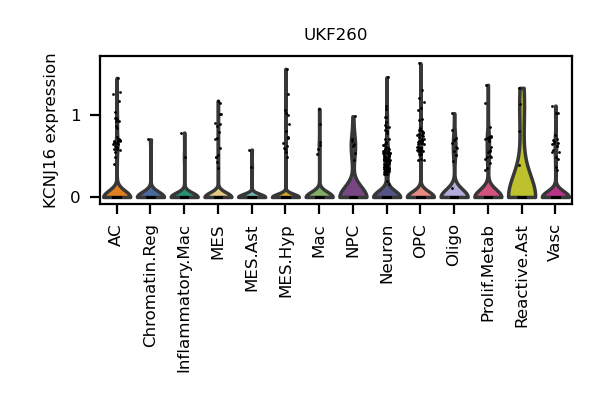 UKF260
KCNJ16 expression
1
0
AC
Chromatin.Reg
Inflammatory.Mac
MES
MES.Ast
MES.Hyp
Mac
NPC
Neuron
OPC
Oligo
Prolif.Metab
Reactive.Ast
Vasc